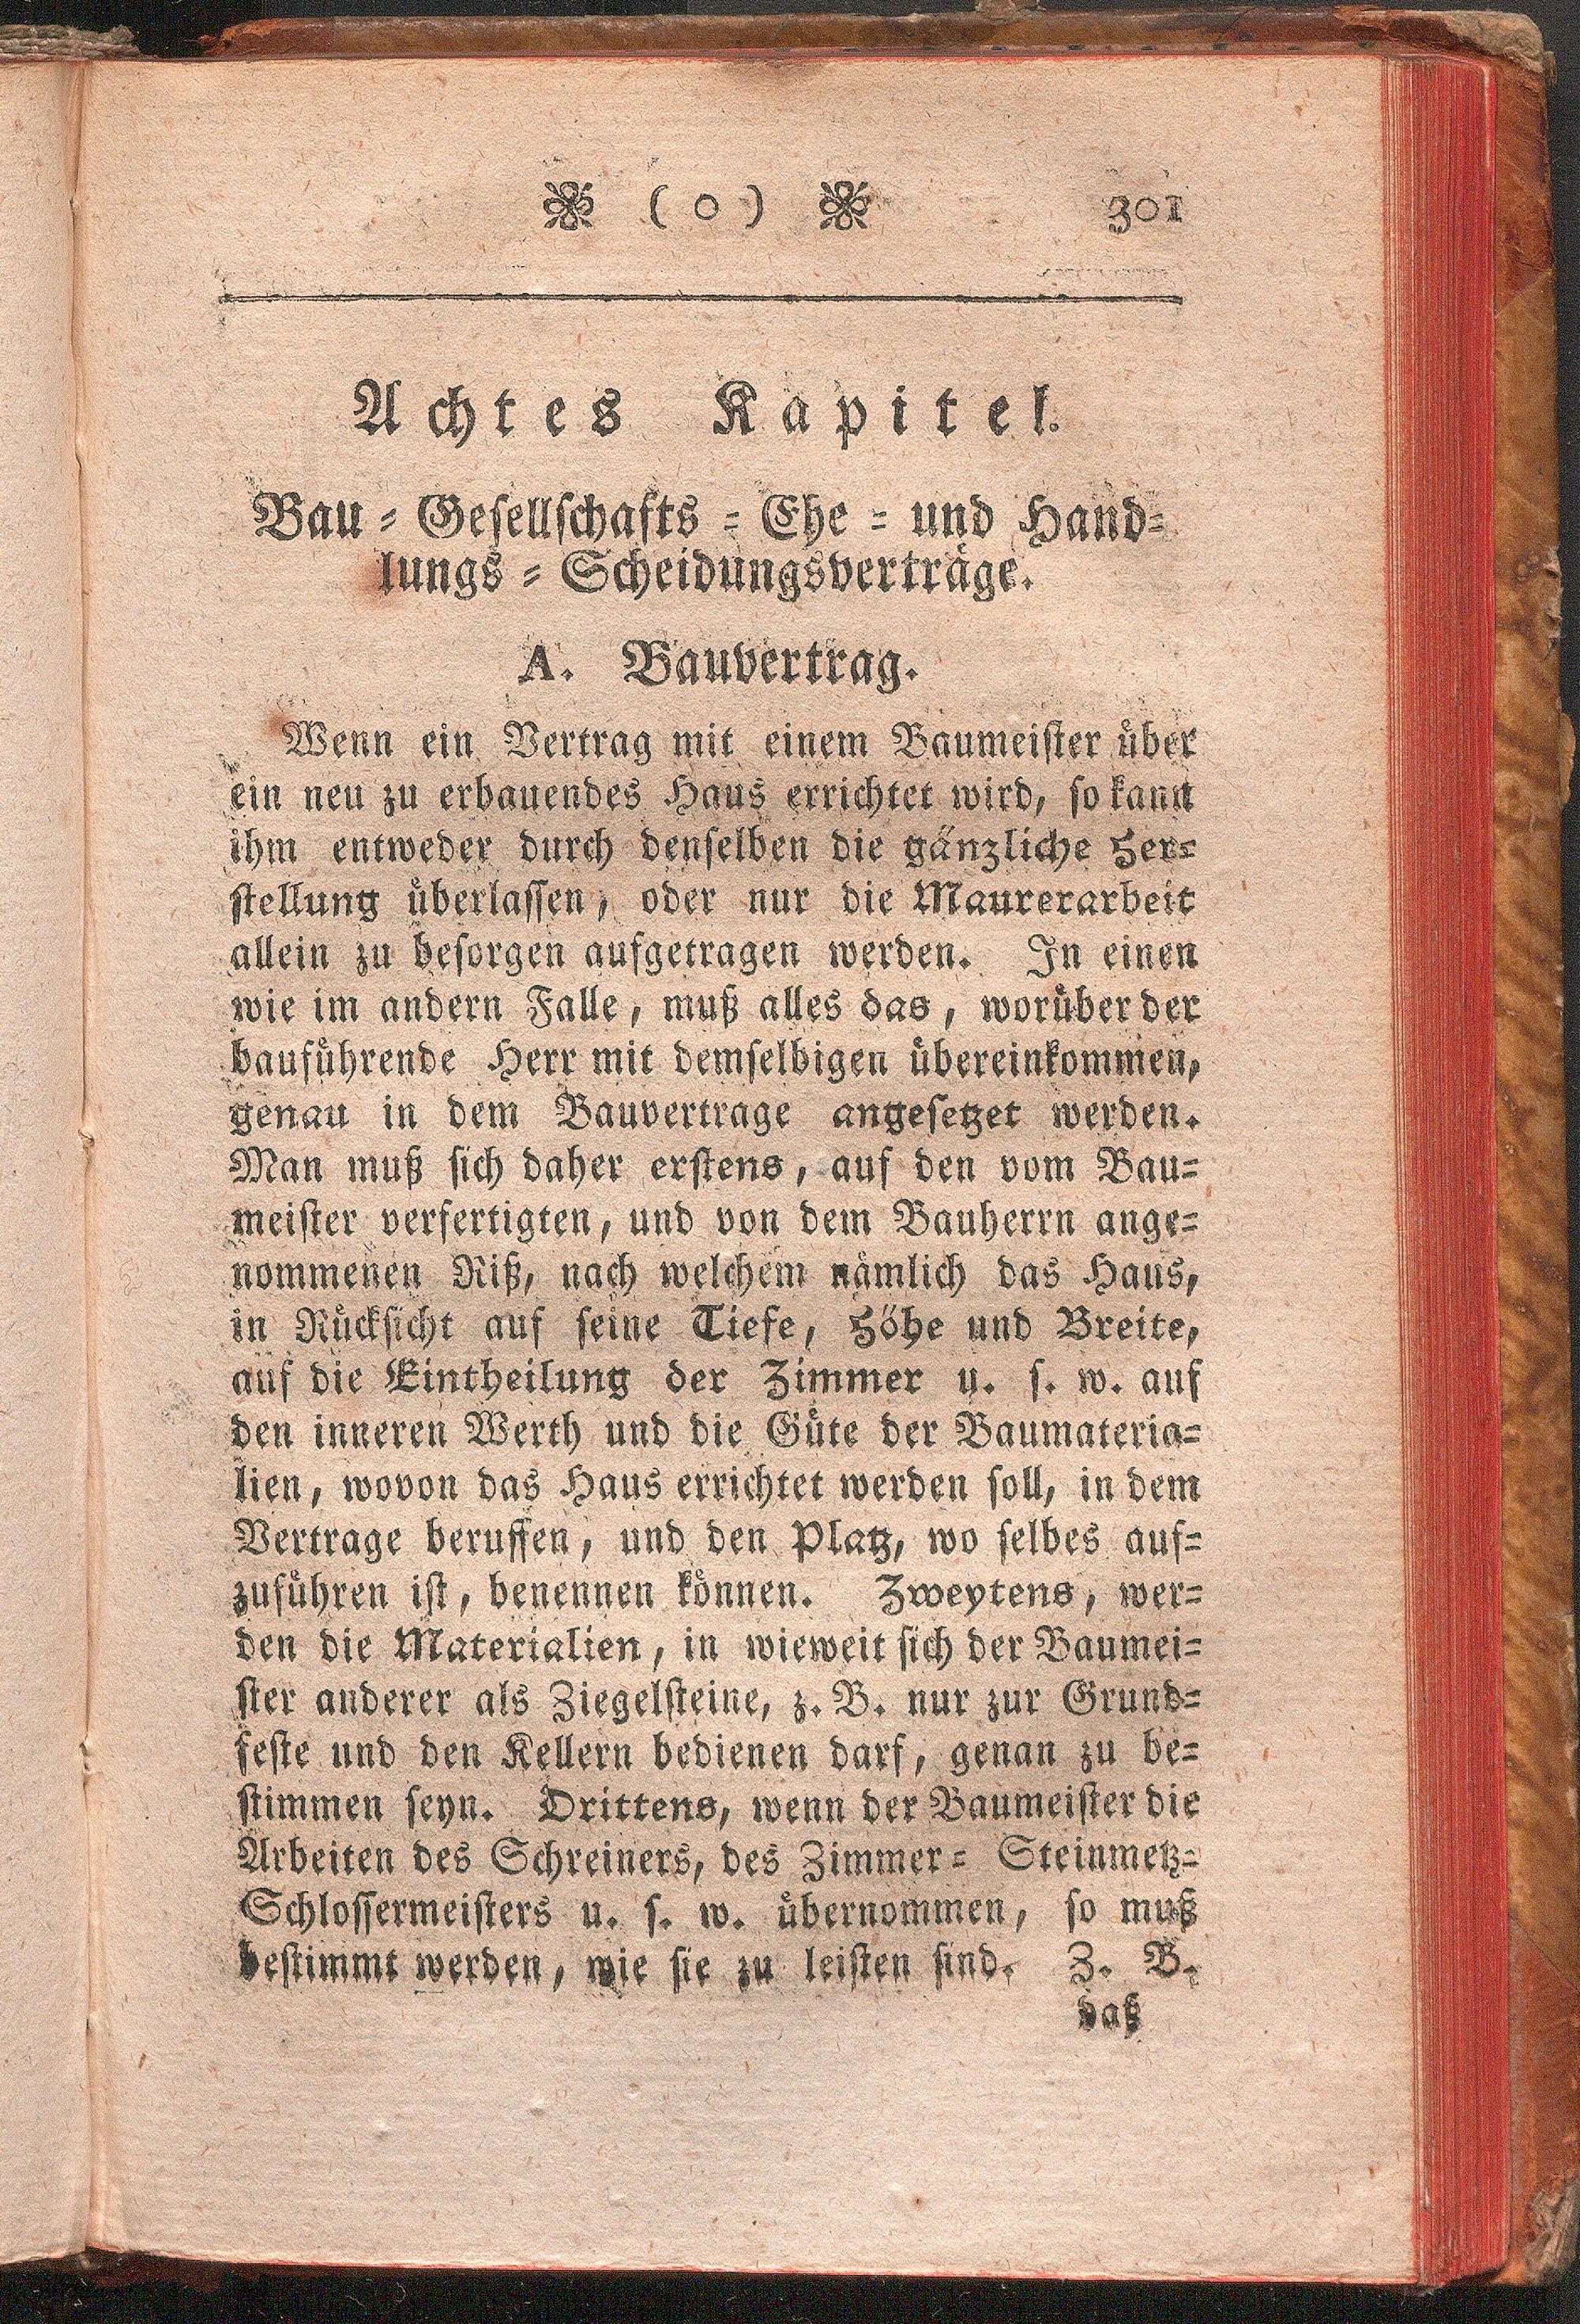 ( 0 ) 301
Achtes Kapitel.
Bau = Gesellschafts = Ehe = und Hand=
lungs = Scheidungsverträge.
A. Bauvertrag.
Wenn ein Vertrag mit einem Baumeister über
ein neu zu erbauendes Haus errichtet wird, so kann
ihm entweder durch denselben die gänzliche Her=
stellung überlassen, oder nur die Maurerarbeit
allein zu besorgen aufgetragen werden. In einen
wie im andern Falle, muß alles das, worüber der
bauführende Herr mit demselbigen übereinkommen,
genau in dem Bauvertrage angesetzet werden.
Man muß sich daher erstens, auf den vom Bau=
meister verfertigten, und von dem Bauherrn ange=
nommenen Riß, nach welchem nämlich das Haus,
in Rücksicht auf seine Tiefe, Höhe und Breite,
auf die Eintheilung der Zimmer u. s. w. auf
den inneren Werth und die Güte der Baumateria=
lien, wovon das Haus errichtet werden soll, in dem
Vertrage beruffen, und den Platz, wo selbes auf=
zuführen ist, benennen können. Zweytens, wer=
den die Materialien, in wieweit sich der Baumei=
ster anderer als Ziegelsteine, z. B. nur zur Grund=
feste und den Kellern bedienen darf, genan zu be=
stimmen seyn. Drittens, wenn der Baumeister die
Arbeiten des Schreiners, des Zimmer= Steinmetz=
Schlossermeisters u. s. w. übernommen, so muß
bestimmt werden, wie sie zu leisten sind. Z. B.
daß